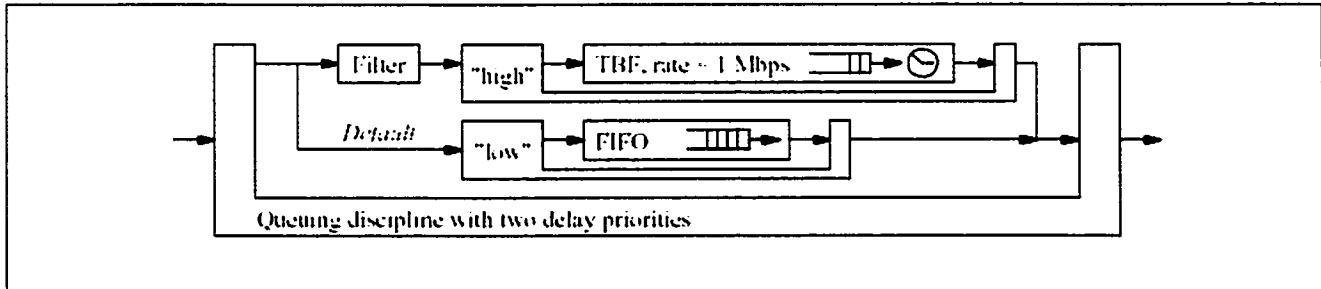 Filter
"high"
TBF, rate = 1 Mbps
Default
"low"
FIFO
Queuing discipline with two delay priorities